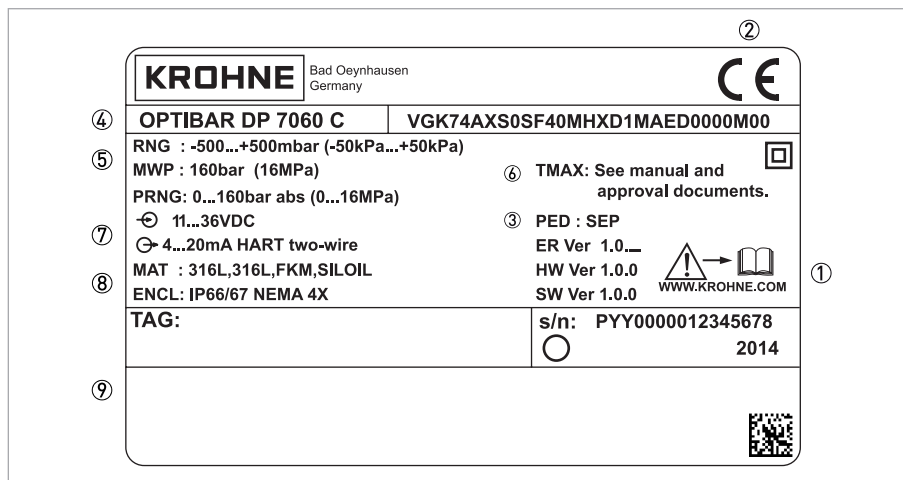 ②
KROHNE Bad Oeynhausen
Germany
CE
④ OPTIBAR DP 7060 C VGK74AXS0SF40MHXD1MAED0000M00
⑤ RNG : -500...+500mbar (-50kPa...+50kPa)
MWP : 160bar (16MPa)
PRNG: 0...160bar abs (0...16MPa)
⑥ TMAX: See manual and
approval documents.
⑦ 11...36VDC
4...20mA HART two-wire
③ PED : SEP
ER Ver 1.0._
HW Ver 1.0.0
SW Ver 1.0.0
WWW.KROHNE.COM
①
⑧ MAT : 316L,316L,FKM,SILOIL
ENCL: IP66/67 NEMA 4X
TAG:
s/n: PYY0000012345678
2014
⑨